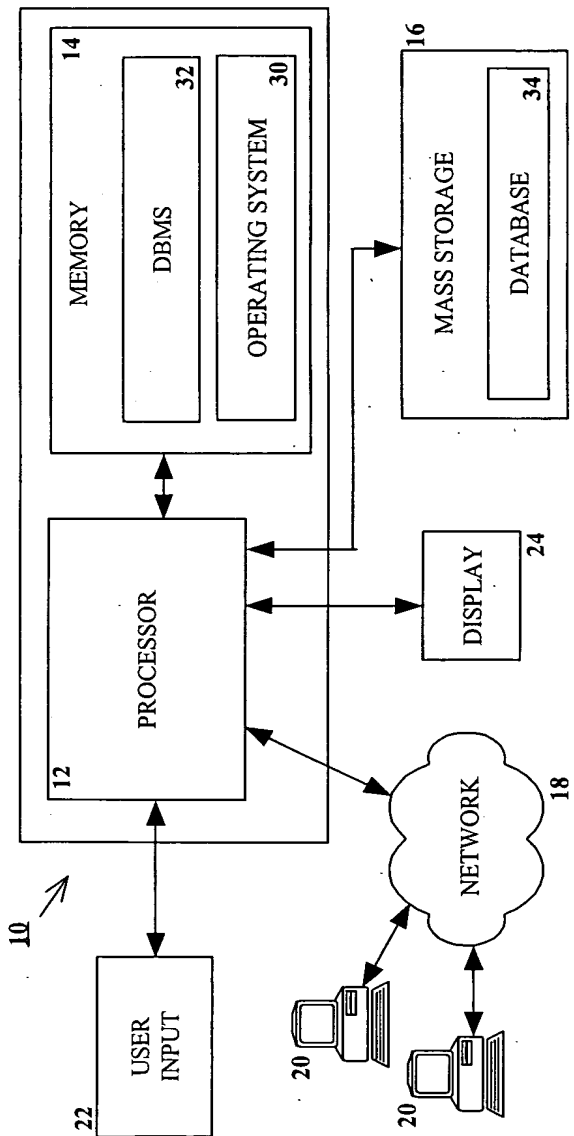 10
22
USER
INPUT
12
PROCESSOR
MEMORY
14
DBMS
32
OPERATING SYSTEM
30
20
20
NETWORK
18
DISPLAY
24
MASS STORAGE
16
DATABASE
34